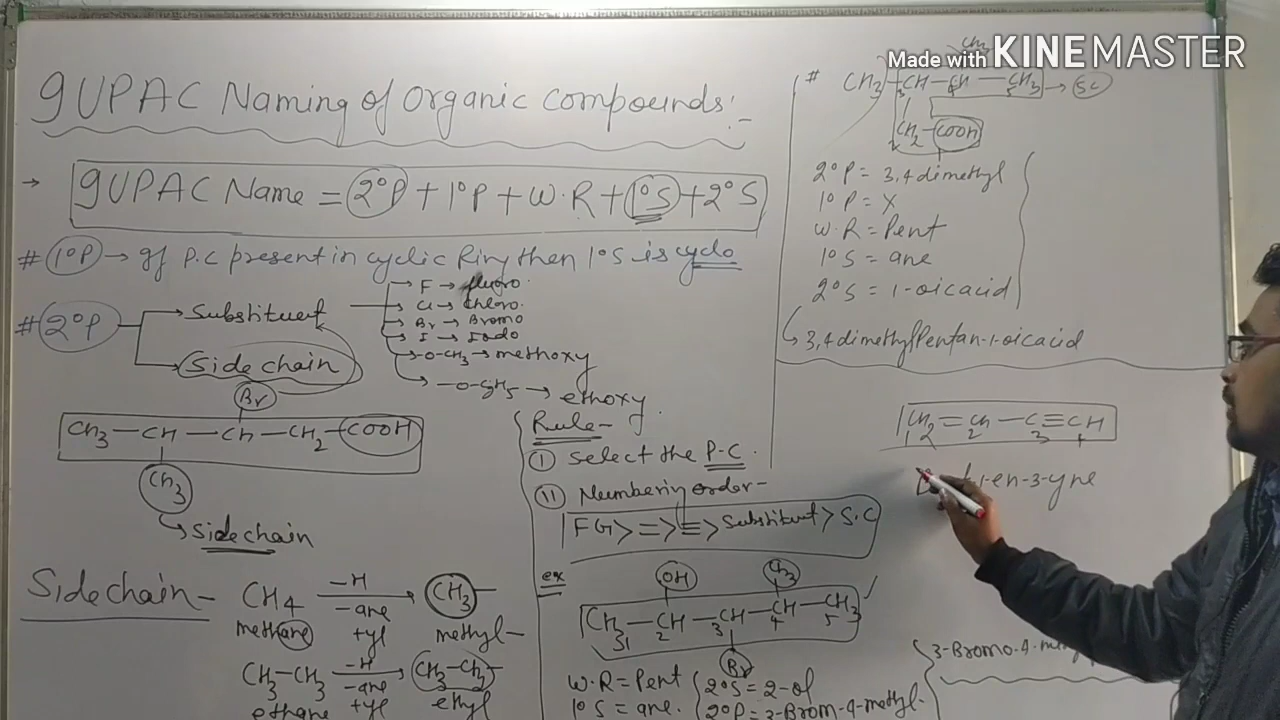 Made with KINEMASTER
IUPAC Naming of Organic Compounds:-
→ IUPAC Name = 2°P + 1°P + W.R + 1°S + 2°S
# 1°P → If P.C present in cyclic Ring then 1°S is cyclo
# 2°P → Substituent
→ Side chain
→ F → fluoro.
→ Cl → Chloro.
→ Br → Bromo
→ I → Iodo
→ -O-CH3 → methoxy
→ -O-C2H5 → ethoxy.
Br
CH3 — CH — CH — CH2 — COOH
CH3
→ Side chain
Side chain -
CH4 -H → CH3 —
-ane
methane +yl methyl —
CH3 — CH3 -H → CH3 — CH2 —
-ane
ethane +yl ethyl
Rule -
I Select the P-C.
II Numbering order -
FG > = > ≡ > Substituent > S.C
ex
OH CH3
CH3 — CH — CH — CH — CH3
1 2 3 4 5
Br
W.R = Pent
1°S = ane.
2°S = 2-ol
2°P = 3-Brom-4-methyl.
3-Bromo-4-
# CH3 — CH — CH — CH3 → SC
CH3
CH2 — COOH
2°P = 3,4 dimethyl
1°P = X
W.R = Pent
1°S = ane
2°S = 1-oicacid
→ 3,4 dimethyl Pentan-1-oicacid
CH2 = CH — C ≡ CH
1 2 3 4
1-en-3-yne